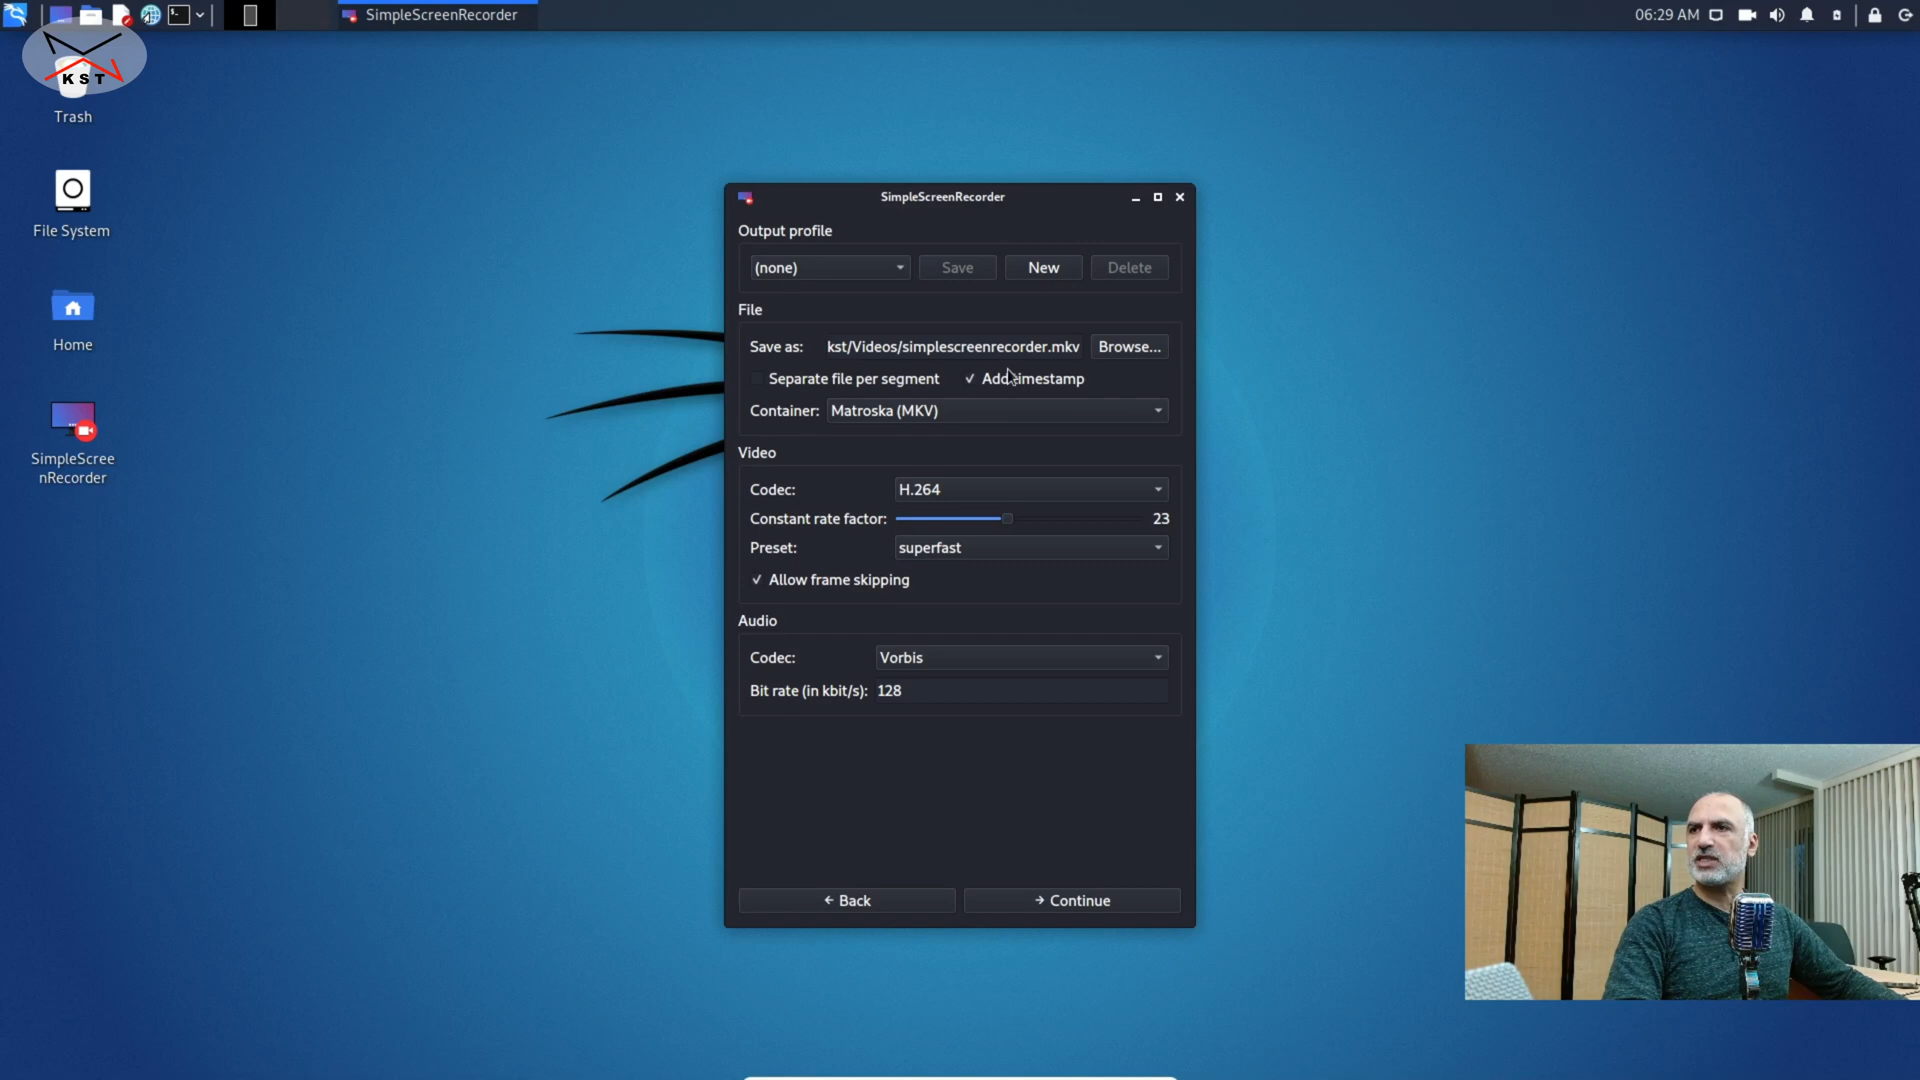 SimpleScreenRecorder
06:29 AM
KST
Trash
File System
Home
SimpleScree
nRecorder
SimpleScreenRecorder
Output profile
(none)
Save
New
Delete
File
Save as:
kst/Videos/simplescreenrecorder.mkv
Browse...
Separate file per segment
Add timestamp
Container:
Matroska (MKV)
Video
Codec:
H.264
Constant rate factor:
23
Preset:
superfast
Allow frame skipping
Audio
Codec:
Vorbis
Bit rate (in kbit/s):
128
Back
Continue